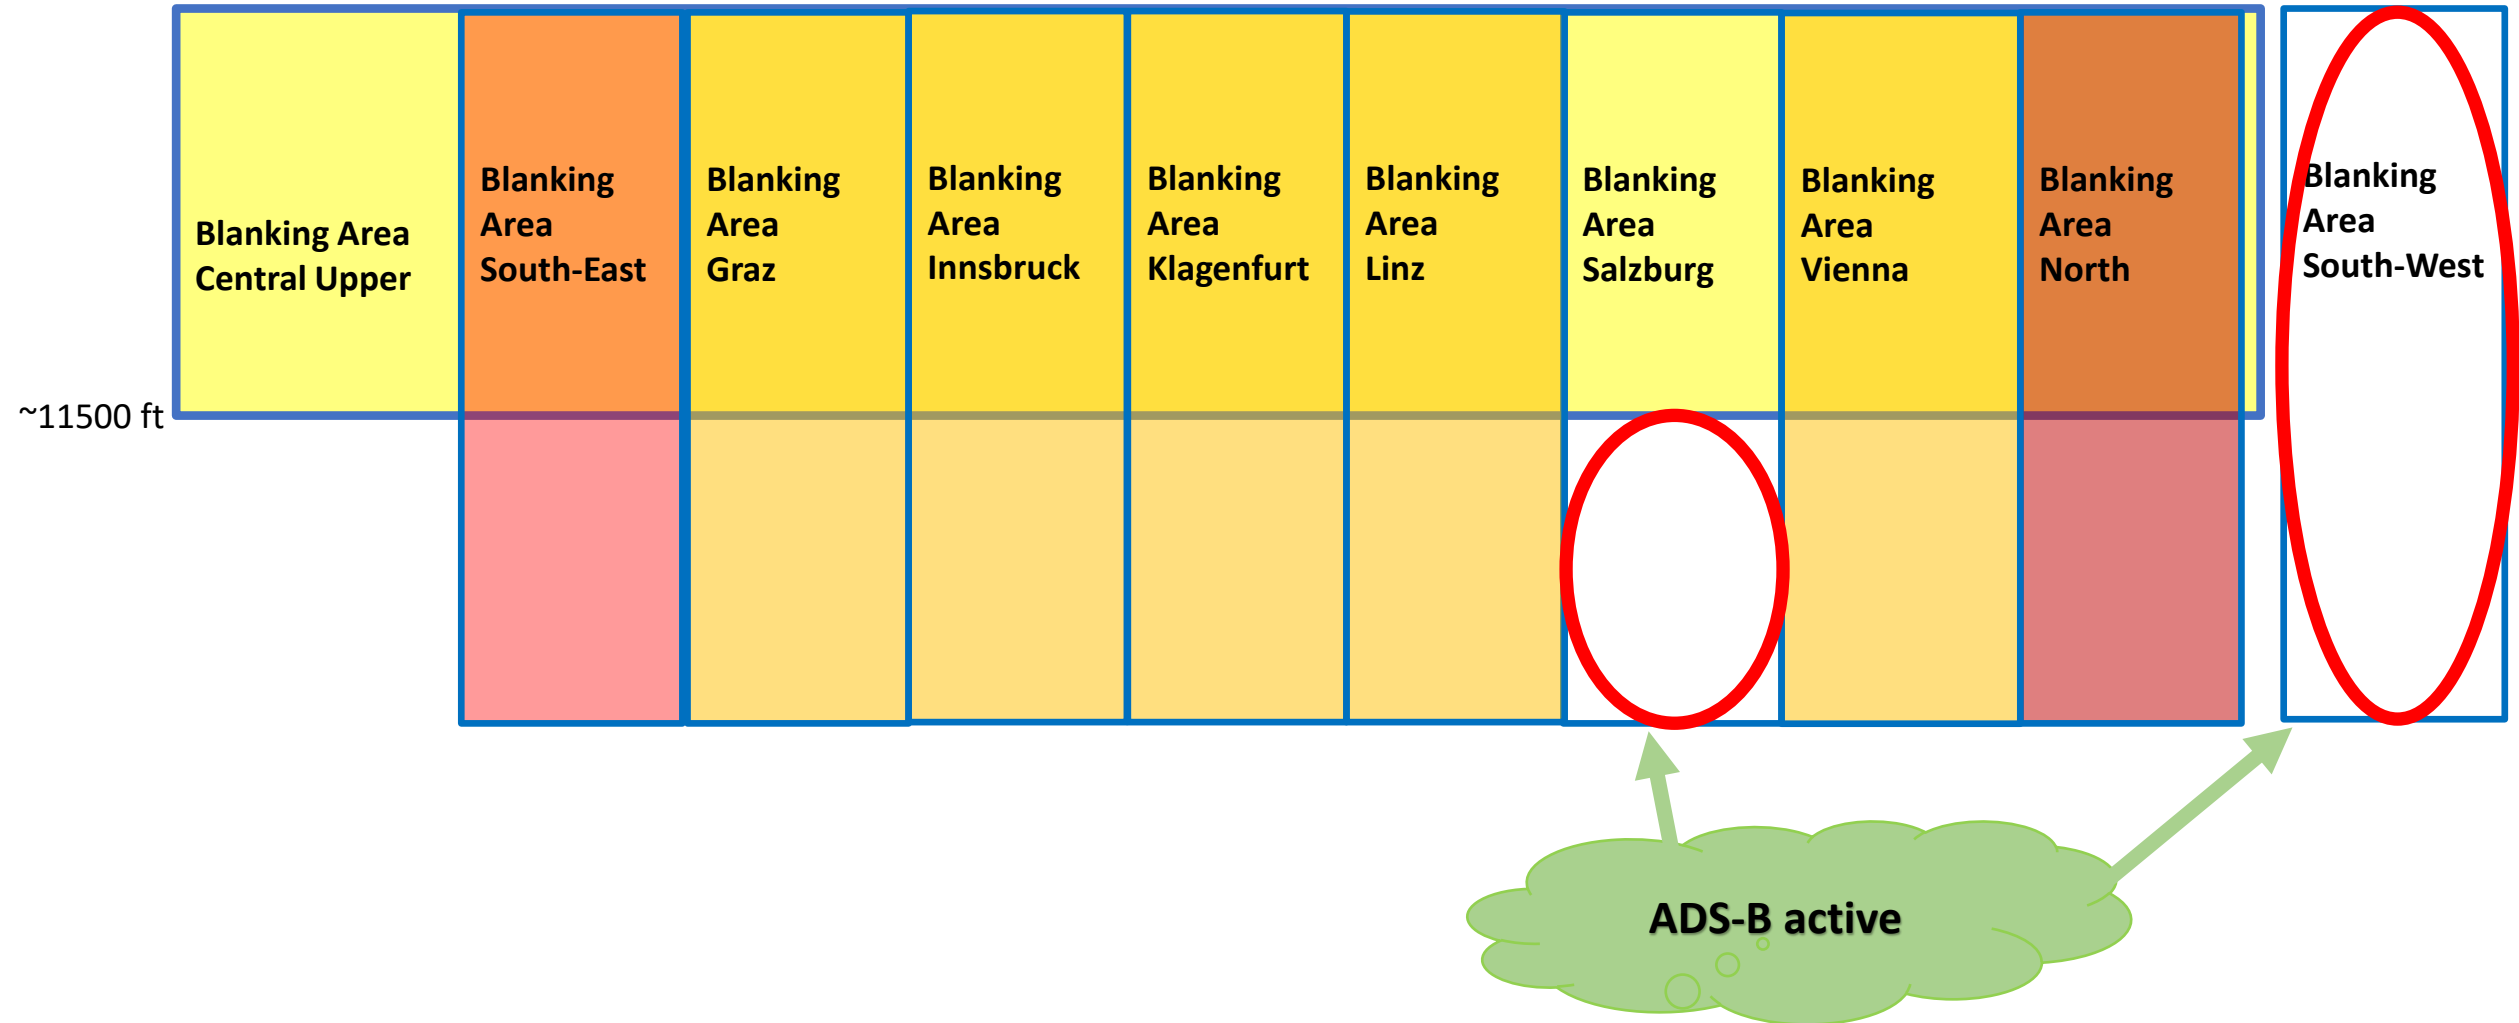 Blanking Area
Central Upper
Blanking
Area
South-East
Blanking
Area
Graz
Blanking
Area
Innsbruck
Blanking
Area
Klagenfurt
Blanking
Area
Linz
Blanking
Area
Salzburg
Blanking
Area
Vienna
Blanking
Area
North
Blanking
Area
South-West
~11500 ft
ADS-B active